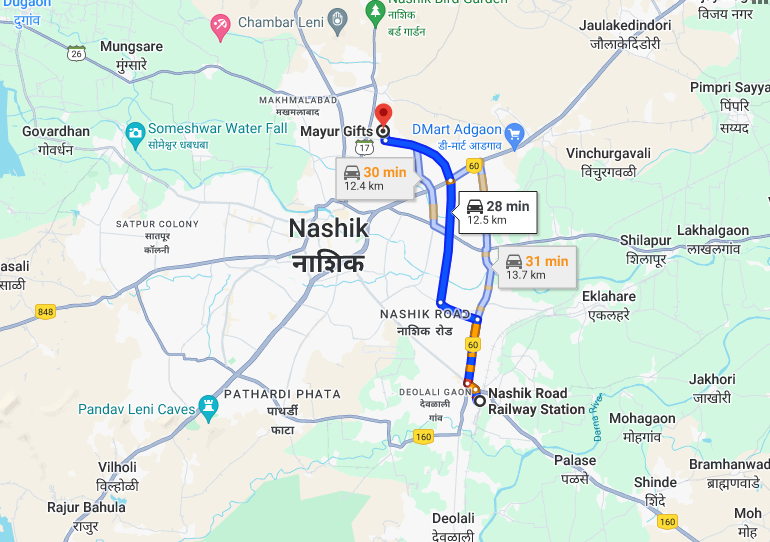 Dugaon
दुगांव
Nashik Bird Garden
नाशिक
बर्ड गार्डन
Chambar Leni
Jaulakedindori
जौलाकेदिंडोरी
विजय नगर
Mungsare
मुंगसारे
26
Pimpri Sayya
पिंपरि
सय्यद
MAKHMALABAD
मखमलाबाद
Govardhan
गोवर्धन
Someshwar Water Fall
सोमेश्वर धबधबा
Mayur Gifts
17
DMart Adgaon
डी-मार्ट आडगाव
Vinchurgavali
विंचुरगवळी
60
30 min
12.4 km
28 min
12.5 km
SATPUR COLONY
सातपूर
कॉलनी
Nashik
नाशिक
Lakhalgaon
लाखलगांव
Shilapur
शिलापूर
asali
साळी
31 min
13.7 km
Eklahare
एकलहरे
848
NASHIK ROAD
नाशिक रोड
60
PATHARDI PHATA
पाथर्डी
फाटा
DEOLALI GAON
देवळाली
गांव
Nashik Road
Railway Station
Jakhori
जाखोरी
Pandav Leni Caves
Darna River
Mohagaon
मोहगांव
160
Palase
पळसे
Bramhanwad
ब्राह्मणवाडे
Vilholi
विल्होळी
Shinde
शिंदे
Rajur Bahula
राजुर
Deolali
देवळाली
160
Moh
मोह